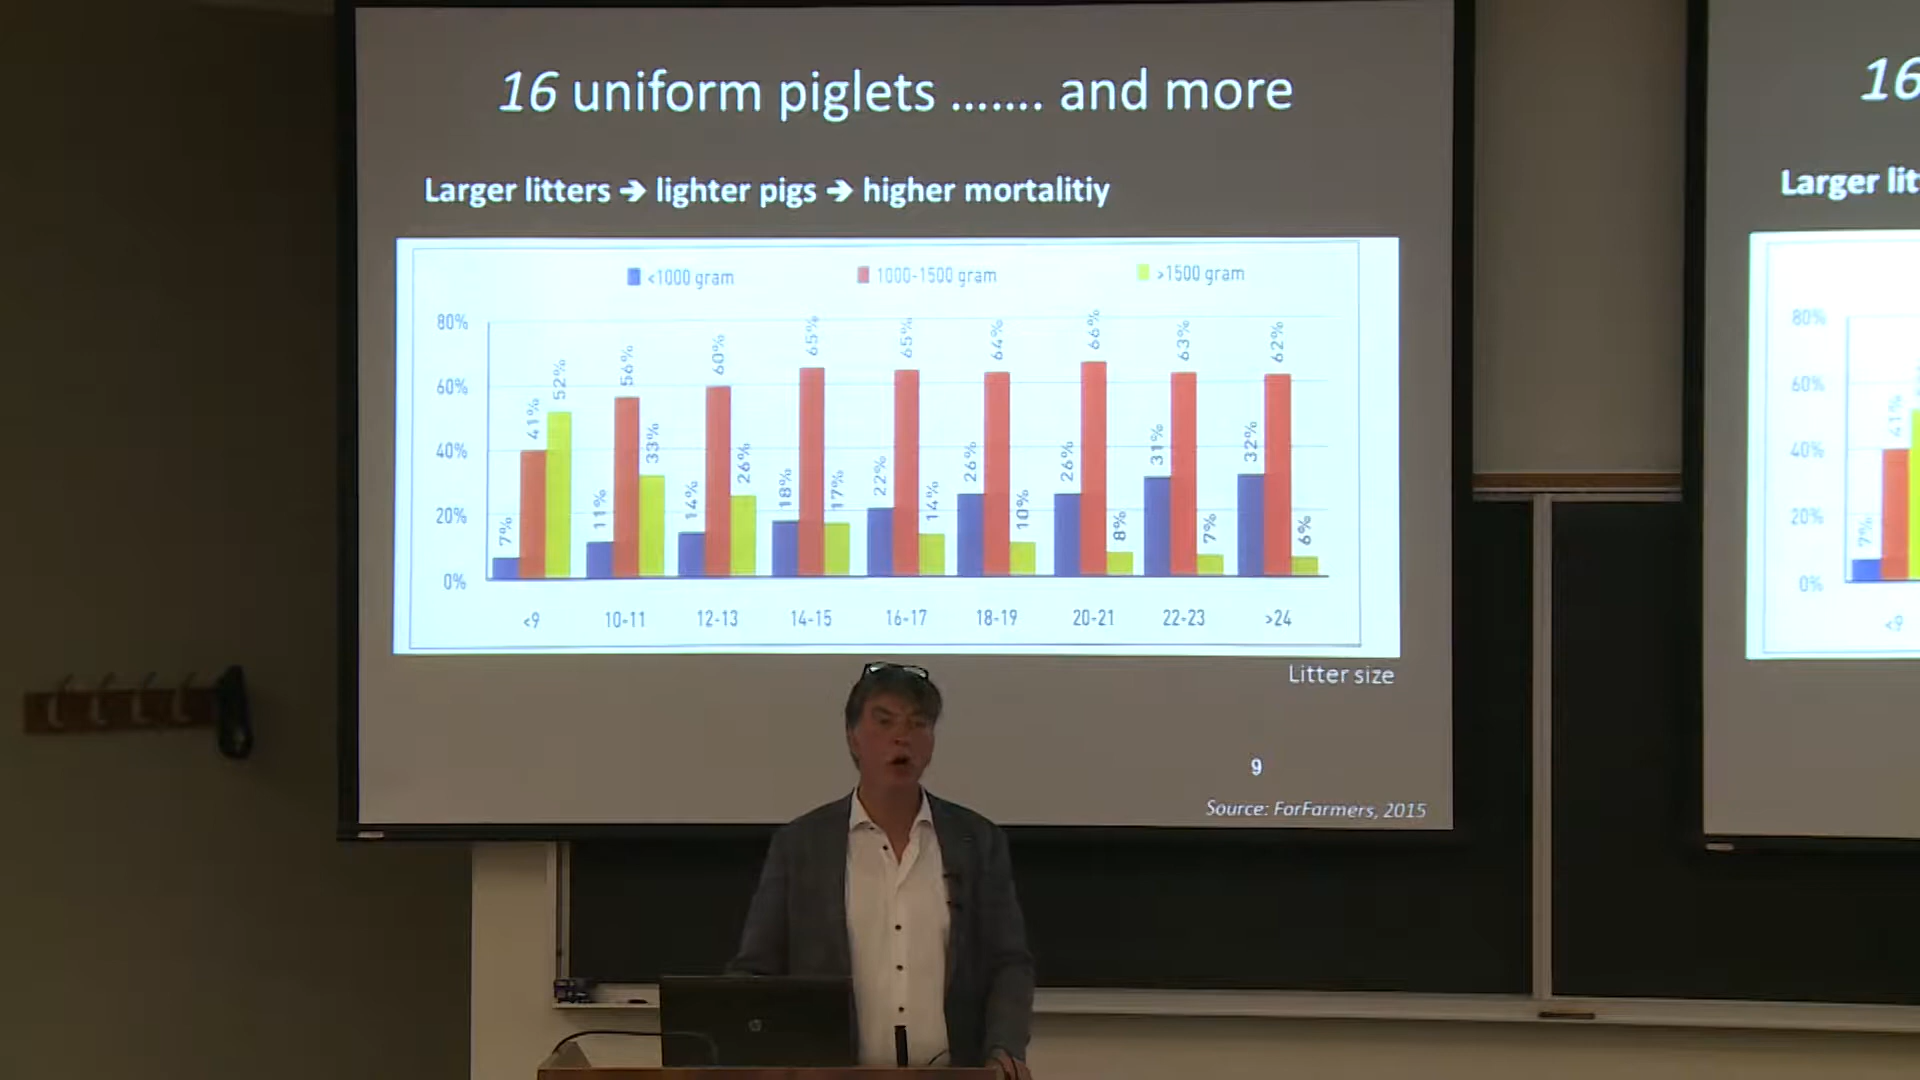 16 uniform piglets ....... and more
Larger litters ➔ lighter pigs ➔ higher mortalitiy
<1000 gram 1000-1500 gram >1500 gram
80%
60%
40%
20%
0%
7% 41% 52%
11% 56% 33%
14% 60% 26%
18% 65% 17%
22% 65% 14%
26% 64% 10%
26% 66% 8%
31% 63% 7%
32% 62% 6%
<9 10-11 12-13 14-15 16-17 18-19 20-21 22-23 >24
Litter size
9
Source: ForFarmers, 2015
16
Larger lit
80%
60%
40%
20%
0%
7% 41%
<9